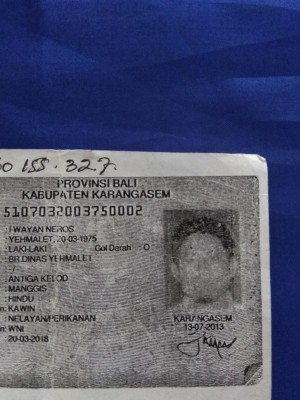 155.327.
PROVINSI BALI
KABUPATEN KARANGASEM
5107032003750002
I WAYAN NEROS
YEHMALET, 20-03-1975
LAKI-LAKI Gol Darah : O
BR.DINAS YEHMALET
/
ANTIGA KELOD
MANGGIS
HINDU
KAWIN
NELAYAN/PERIKANAN
WNI
20-03-2018
KARANGASEM
13-07-2013